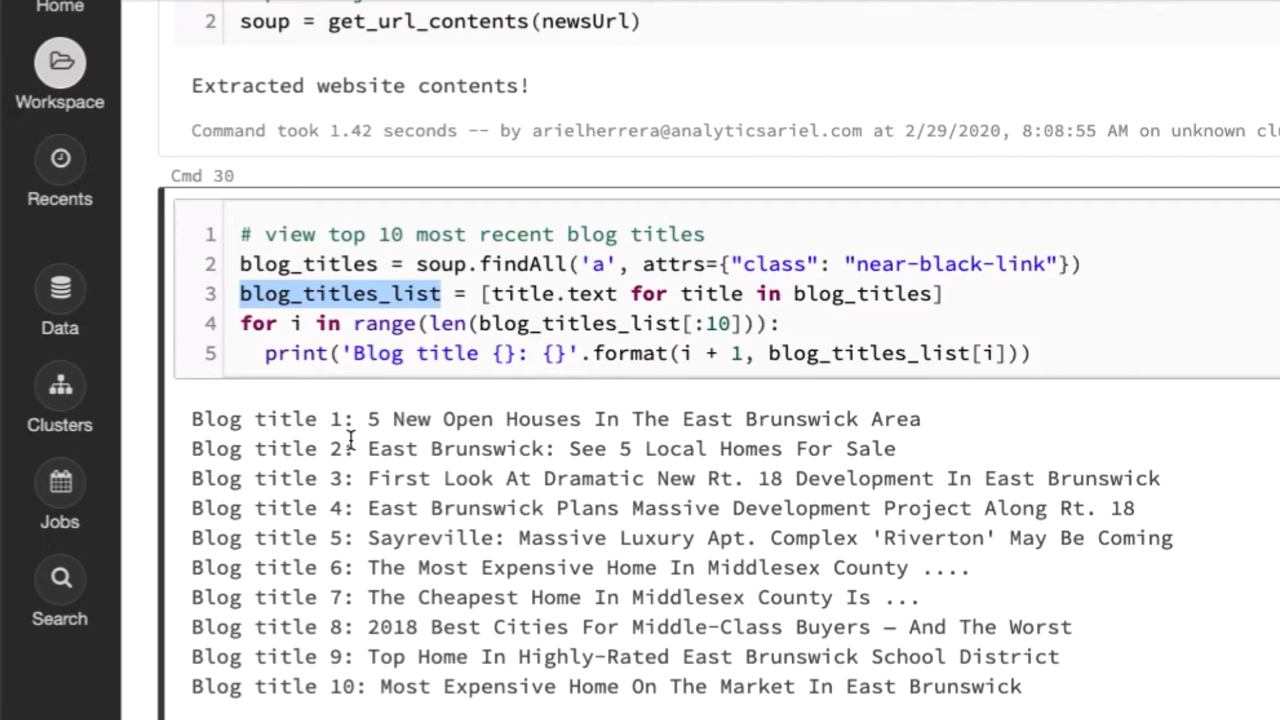 Home
Workspace
Recents
Data
Clusters
Jobs
Search
2 soup = get_url_contents(newsUrl)
Extracted website contents!
Command took 1.42 seconds -- by arielherrera@analyticsariel.com at 2/29/2020, 8:08:55 AM on unknown
Cmd 30
1 # view top 10 most recent blog titles
2 blog_titles = soup.findAll('a', attrs={"class": "near-black-link"})
3 blog_titles_list = [title.text for title in blog_titles]
4 for i in range(len(blog_titles_list[:10])):
5   print('Blog title {}: {}'.format(i + 1, blog_titles_list[i]))
Blog title 1: 5 New Open Houses In The East Brunswick Area
Blog title 2: East Brunswick: See 5 Local Homes For Sale
Blog title 3: First Look At Dramatic New Rt. 18 Development In East Brunswick
Blog title 4: East Brunswick Plans Massive Development Project Along Rt. 18
Blog title 5: Sayreville: Massive Luxury Apt. Complex 'Riverton' May Be Coming
Blog title 6: The Most Expensive Home In Middlesex County ....
Blog title 7: The Cheapest Home In Middlesex County Is ...
Blog title 8: 2018 Best Cities For Middle-Class Buyers — And The Worst
Blog title 9: Top Home In Highly-Rated East Brunswick School District
Blog title 10: Most Expensive Home On The Market In East Brunswick